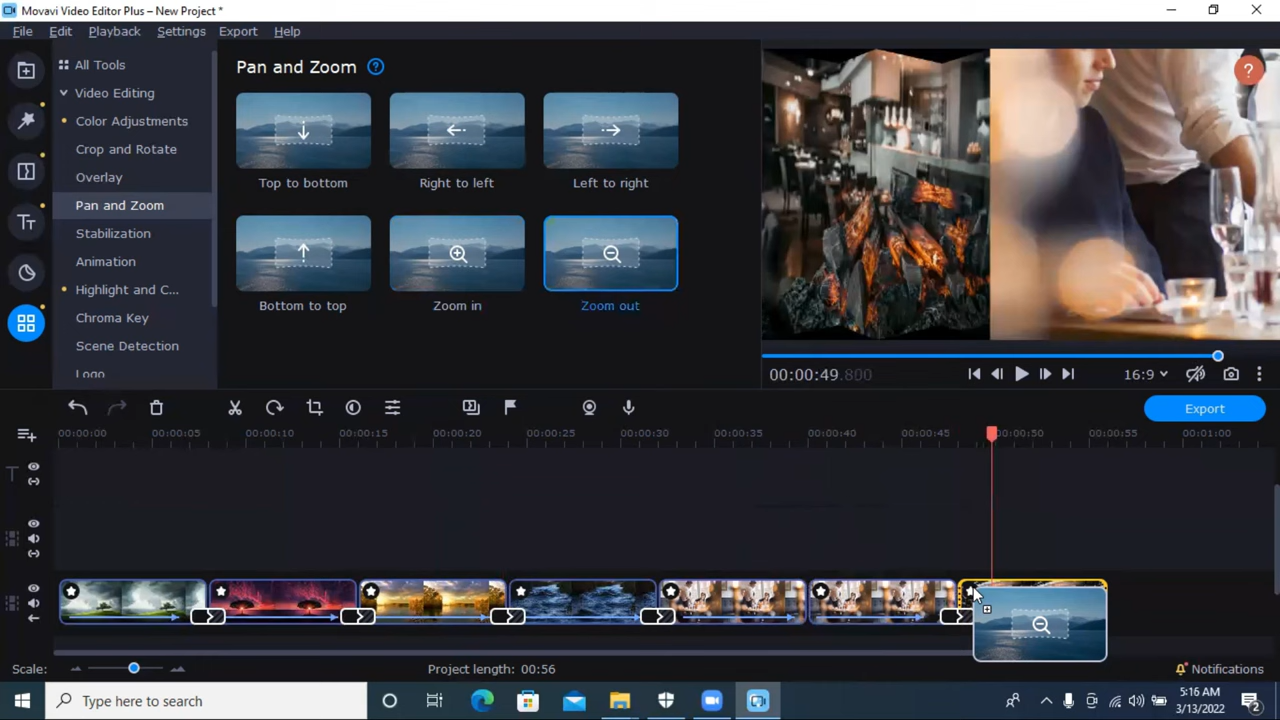 Movavi Video Editor Plus – New Project *
File Edit Playback Settings Export Help
All Tools
Video Editing
Color Adjustments
Crop and Rotate
Overlay
Pan and Zoom
Stabilization
Animation
Highlight and C...
Chroma Key
Scene Detection
Logo
Pan and Zoom ?
Top to bottom
Right to left
Left to right
Bottom to top
Zoom in
Zoom out
?
00:00:49.800
16:9
Export
00:00:00 00:00:05 00:00:10 00:00:15 00:00:20 00:00:25 00:00:30 00:00:35 00:00:40 00:00:45 00:00:50 00:00:55 00:01:00
Scale:
Project length: 00:56
Notifications
Type here to search
5:16 AM
3/13/2022
2